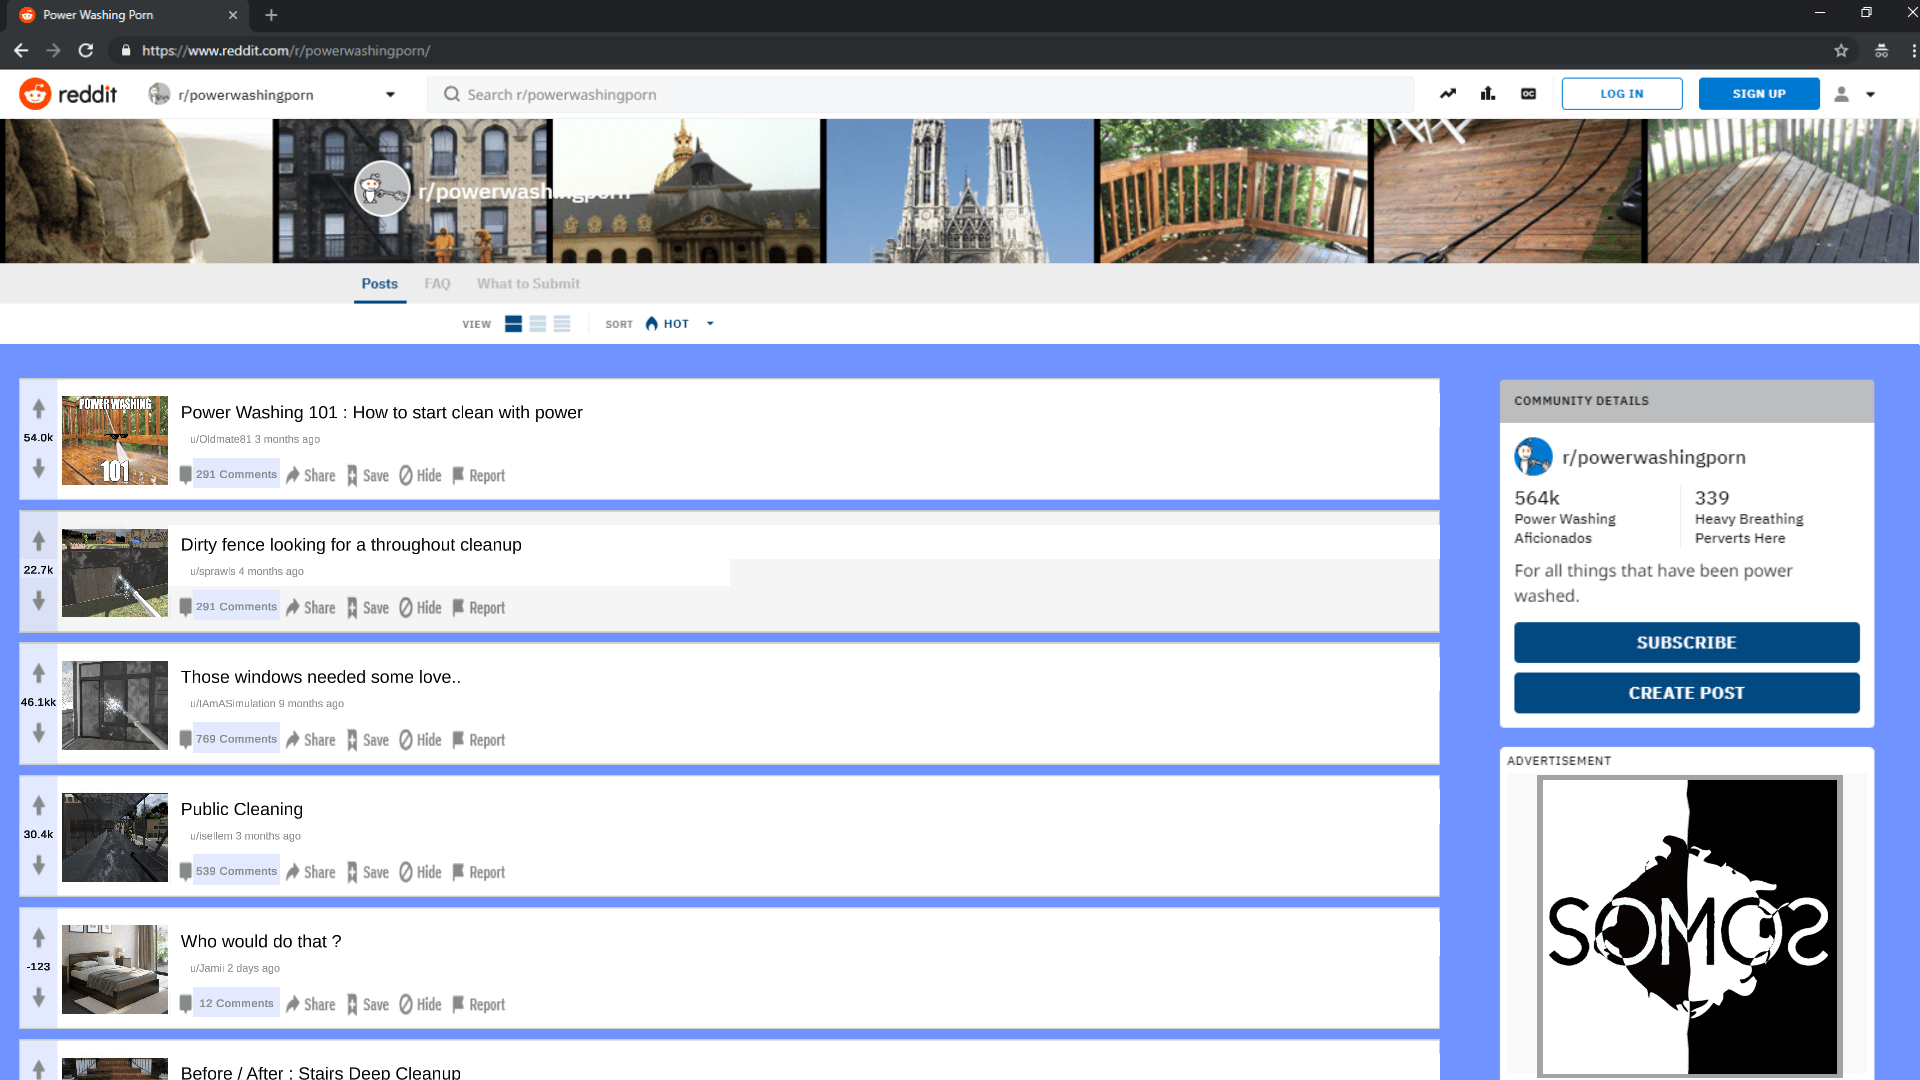 Power Washing Porn
https://www.reddit.com/r/powerwashingporn/
reddit
r/powerwashingporn
Search r/powerwashingporn
LOG IN
SIGN UP
r/powerwashingporn
Posts
FAQ
What to Submit
VIEW
SORT
HOT
54.0k
POWER WASHING
101
Power Washing 101 : How to start clean with power
u/Oldmate81 3 months ago
291 Comments Share Save Hide Report
22.7k
Dirty fence looking for a throughout cleanup
u/sprawls 4 months ago
291 Comments Share Save Hide Report
46.1kk
Those windows needed some love..
u/IAmASimulation 9 months ago
769 Comments Share Save Hide Report
30.4k
Public Cleaning
u/isellem 3 months ago
539 Comments Share Save Hide Report
-123
Who would do that ?
u/Jamii 2 days ago
12 Comments Share Save Hide Report
Before / After : Stairs Deep Cleanup
COMMUNITY DETAILS
r/powerwashingporn
564k
Power Washing
Aficionados
339
Heavy Breathing
Perverts Here
For all things that have been power
washed.
SUBSCRIBE
CREATE POST
ADVERTISEMENT
SOMOS